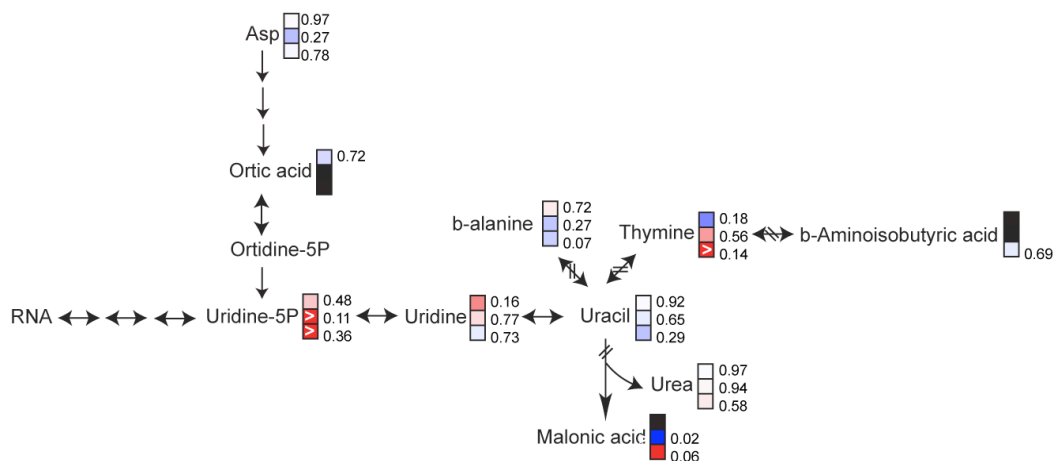 Asp 0.97
0.27
0.78
Ortic acid 0.72
Ortidine-5P
b-alanine 0.72
0.27
0.07
Thymine 0.18
0.56
> 0.14
b-Aminoisobutyric acid
0.69
RNA
Uridine-5P 0.48
> 0.11
> 0.36
Uridine 0.16
0.77
0.73
Uracil 0.92
0.65
0.29
Urea 0.97
0.94
0.58
Malonic acid
0.02
0.06